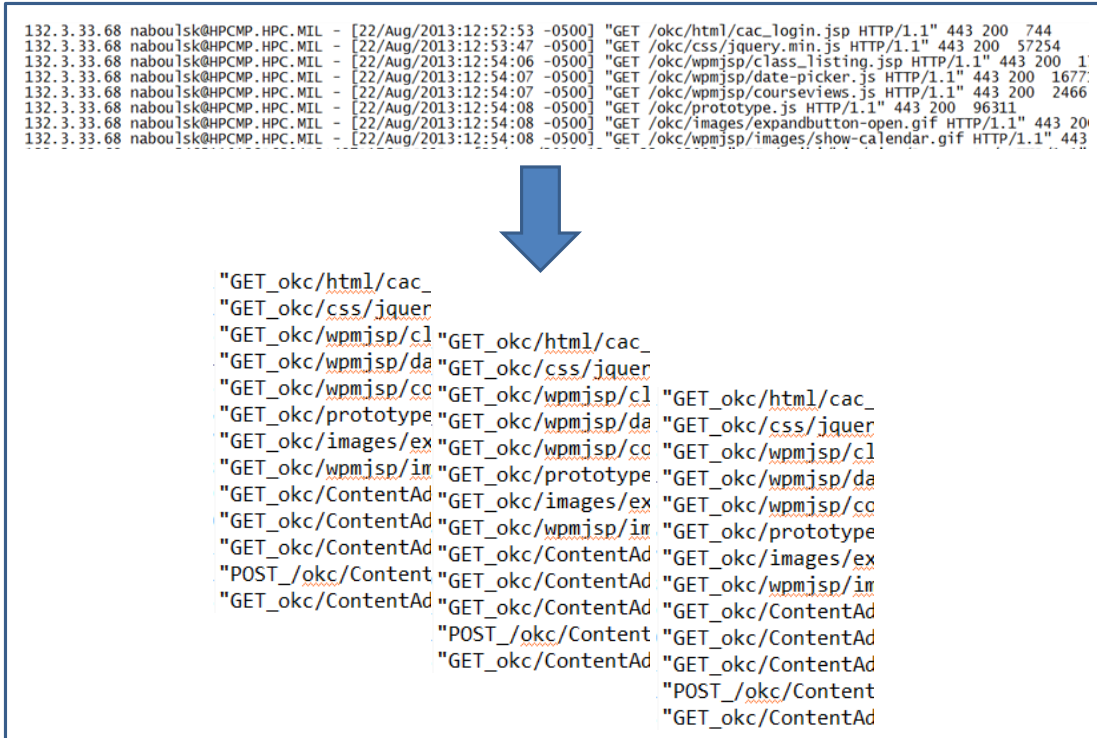 132.3.33.68 naboulsk@HPCMP.HPC.MIL - [22/Aug/2013:12:52:53 -0500] "GET /okc/html/cac_login.jsp HTTP/1.1" 443 200 744
132.3.33.68 naboulsk@HPCMP.HPC.MIL - [22/Aug/2013:12:53:47 -0500] "GET /okc/css/jquery.min.js HTTP/1.1" 443 200 57254
132.3.33.68 naboulsk@HPCMP.HPC.MIL - [22/Aug/2013:12:54:06 -0500] "GET /okc/wpmjsp/class_listing.jsp HTTP/1.1" 443 200
132.3.33.68 naboulsk@HPCMP.HPC.MIL - [22/Aug/2013:12:54:07 -0500] "GET /okc/wpmjsp/date-picker.js HTTP/1.1" 443 200 1677
132.3.33.68 naboulsk@HPCMP.HPC.MIL - [22/Aug/2013:12:54:07 -0500] "GET /okc/wpmjsp/courseviews.js HTTP/1.1" 443 200 2466
132.3.33.68 naboulsk@HPCMP.HPC.MIL - [22/Aug/2013:12:54:08 -0500] "GET /okc/prototype.js HTTP/1.1" 443 200 96311
132.3.33.68 naboulsk@HPCMP.HPC.MIL - [22/Aug/2013:12:54:08 -0500] "GET /okc/images/expandbutton-open.gif HTTP/1.1" 443 200
132.3.33.68 naboulsk@HPCMP.HPC.MIL - [22/Aug/2013:12:54:08 -0500] "GET /okc/wpmjsp/images/show-calendar.gif HTTP/1.1" 443
"GET_okc/html/cac_
"GET_okc/css/jquer
"GET_okc/wpmjsp/cl
"GET_okc/wpmjsp/da
"GET_okc/wpmjsp/co
"GET_okc/prototype
"GET_okc/images/ex
"GET_okc/wpmjsp/im
"GET_okc/ContentAd
"GET_okc/ContentAd
"GET_okc/ContentAd
"POST_/okc/Content
"GET_okc/ContentAd
"GET_okc/html/cac_
"GET_okc/css/jquer
"GET_okc/wpmjsp/cl
"GET_okc/wpmjsp/da
"GET_okc/wpmjsp/co
"GET_okc/prototype
"GET_okc/images/ex
"GET_okc/wpmjsp/im
"GET_okc/ContentAd
"GET_okc/ContentAd
"GET_okc/ContentAd
"POST_/okc/Content
"GET_okc/ContentAd
"GET_okc/html/cac_
"GET_okc/css/jquer
"GET_okc/wpmjsp/cl
"GET_okc/wpmjsp/da
"GET_okc/wpmjsp/co
"GET_okc/prototype
"GET_okc/images/ex
"GET_okc/wpmjsp/im
"GET_okc/ContentAd
"GET_okc/ContentAd
"GET_okc/ContentAd
"POST_/okc/Content
"GET_okc/ContentAd